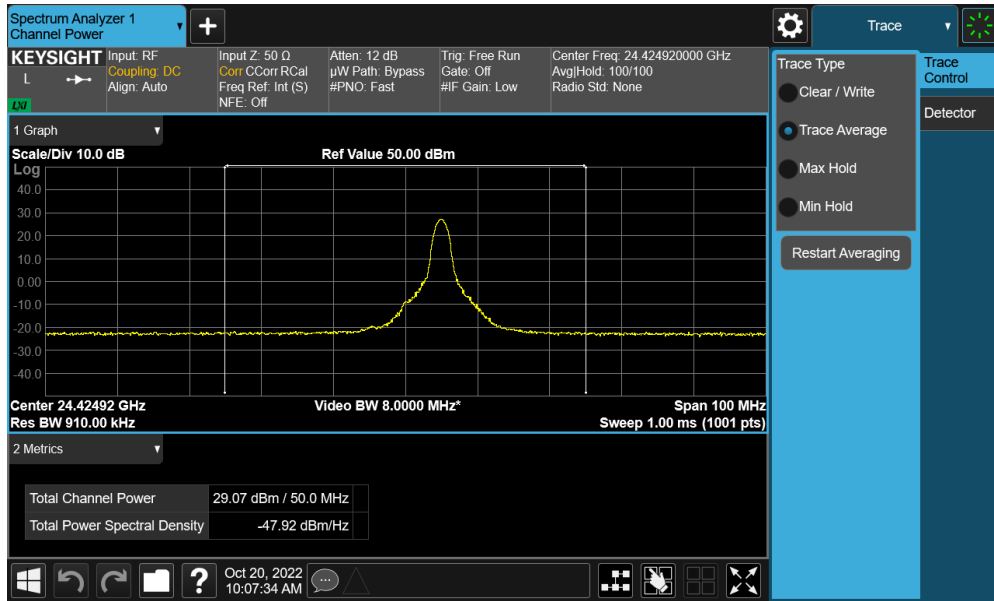 Spectrum Analyzer 1
Channel Power
+
Trace
KEYSIGHT
L
LXI
Input: RF
Coupling: DC
Align: Auto
Input Z: 50 Ω
Corr CCorr RCal
Freq Ref: Int (S)
NFE: Off
Atten: 12 dB
µW Path: Bypass
#PNO: Fast
Trig: Free Run
Gate: Off
#IF Gain: Low
Center Freq: 24.424920000 GHz
Avg|Hold: 100/100
Radio Std: None
Trace Type
Clear / Write
Trace Average
Max Hold
Min Hold
Restart Averaging
Trace
Control
Detector
1 Graph
Scale/Div 10.0 dB
Ref Value 50.00 dBm
Log
40.0
30.0
20.0
10.0
0.00
-10.0
-20.0
-30.0
-40.0
Center 24.42492 GHz
Video BW 8.0000 MHz*
Span 100 MHz
Res BW 910.00 kHz
Sweep 1.00 ms (1001 pts)
2 Metrics
Total Channel Power 29.07 dBm / 50.0 MHz
Total Power Spectral Density -47.92 dBm/Hz
?
Oct 20, 2022
10:07:34 AM